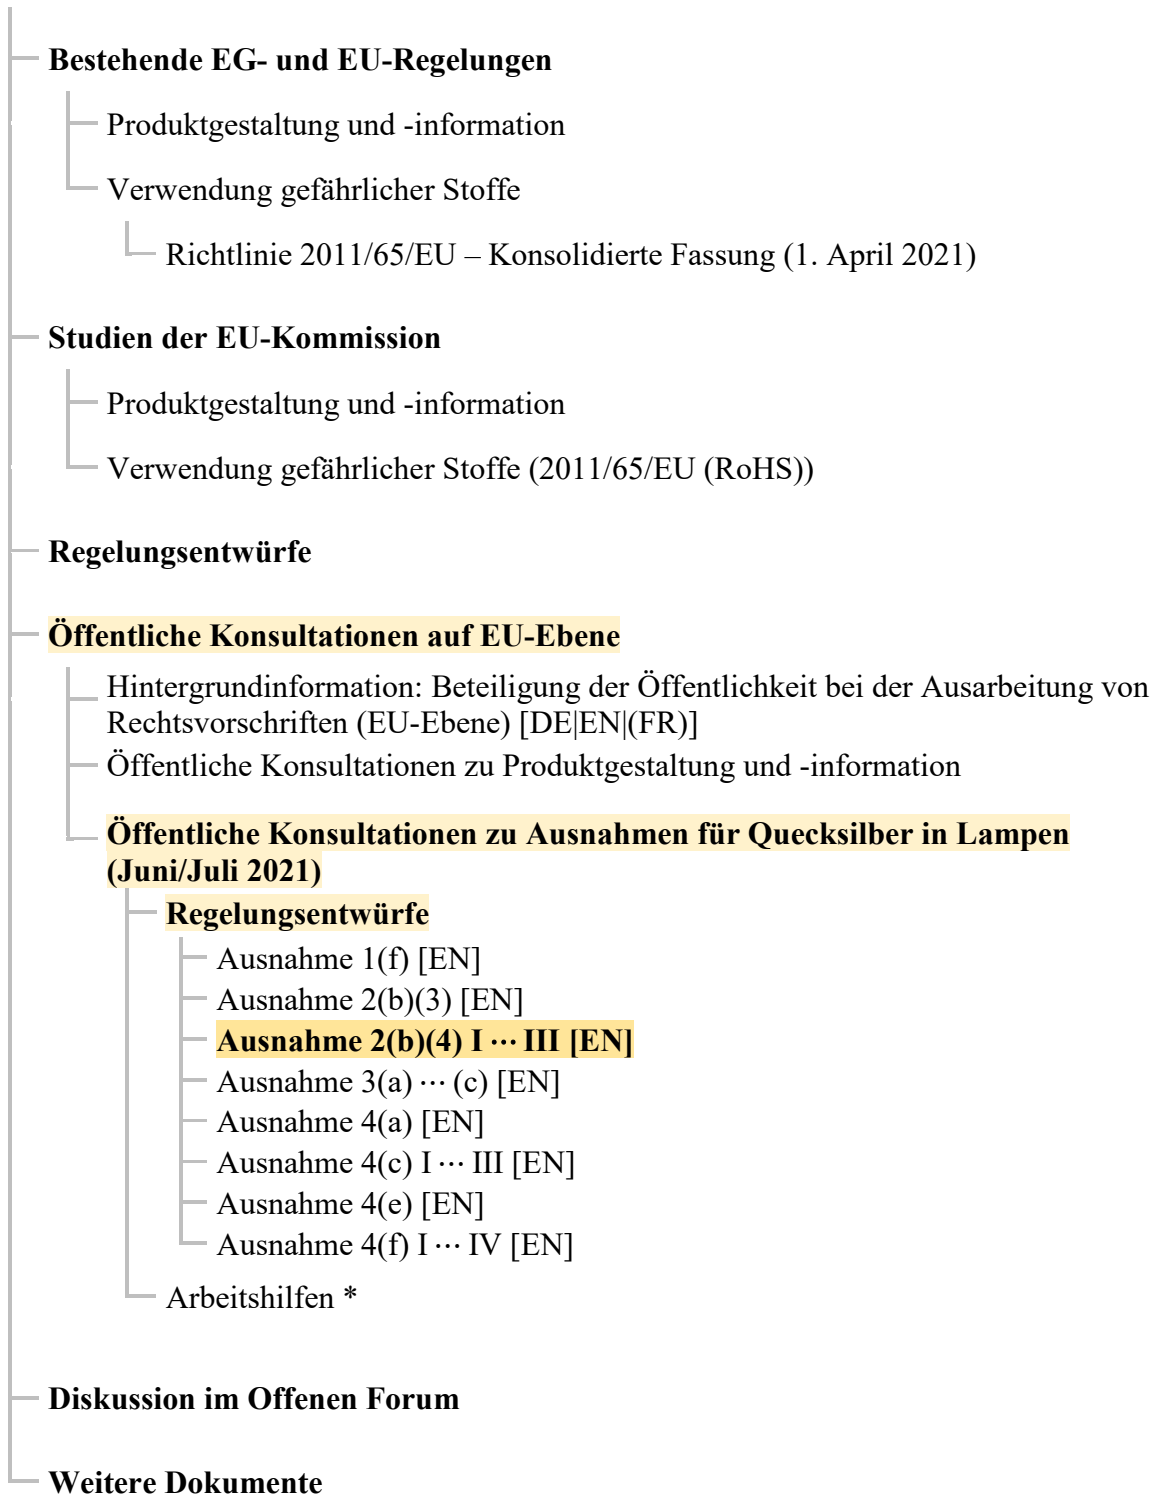 Bestehende EG- und EU-Regelungen
Produktgestaltung und -information
Verwendung gefährlicher Stoffe
Richtlinie 2011/65/EU – Konsolidierte Fassung (1. April 2021)
Studien der EU-Kommission
Produktgestaltung und -information
Verwendung gefährlicher Stoffe (2011/65/EU (RoHS))
Regelungsentwürfe
Öffentliche Konsultationen auf EU-Ebene
Hintergrundinformation: Beteiligung der Öffentlichkeit bei der Ausarbeitung von
Rechtsvorschriften (EU-Ebene) [DE|EN|(FR)]
Öffentliche Konsultationen zu Produktgestaltung und -information
Öffentliche Konsultationen zu Ausnahmen für Quecksilber in Lampen
(Juni/Juli 2021)
Regelungsentwürfe
Ausnahme 1(f) [EN]
Ausnahme 2(b)(3) [EN]
Ausnahme 2(b)(4) I ··· III [EN]
Ausnahme 3(a) ··· (c) [EN]
Ausnahme 4(a) [EN]
Ausnahme 4(c) I ··· III [EN]
Ausnahme 4(e) [EN]
Ausnahme 4(f) I ··· IV [EN]
Arbeitshilfen *
Diskussion im Offenen Forum
Weitere Dokumente